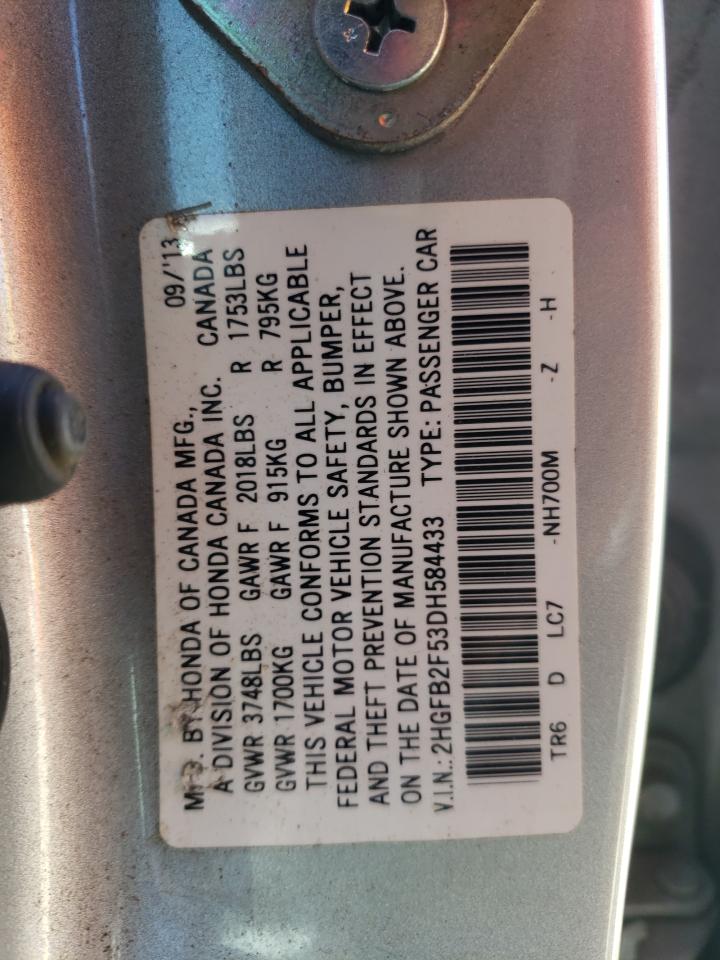 MFD. BY HONDA OF CANADA MFG., 09/'13
A DIVISION OF HONDA CANADA INC. CANADA
GVWR 3748LBS GAWR F 2018LBS R 1753LBS
GVWR 1700KG GAWR F 915KG R 795KG
THIS VEHICLE CONFORMS TO ALL APPLICABLE
FEDERAL MOTOR VEHICLE SAFETY, BUMPER,
AND THEFT PREVENTION STANDARDS IN EFFECT
ON THE DATE OF MANUFACTURE SHOWN ABOVE.
V.I.N.: 2HGFB2F53DH584433 TYPE: PASSENGER CAR
TR6 D LC7 -NH700M -Z -H